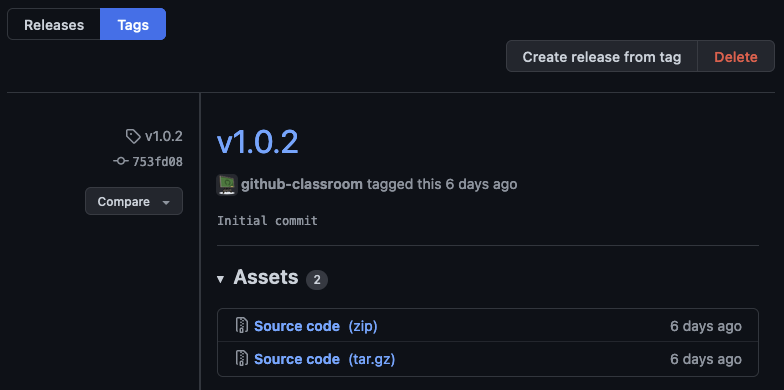 Releases Tags
Create release from tag Delete
v1.0.2
753fd08
Compare
v1.0.2
github-classroom tagged this 6 days ago
Initial commit
Assets 2
Source code (zip) 6 days ago
Source code (tar.gz) 6 days ago